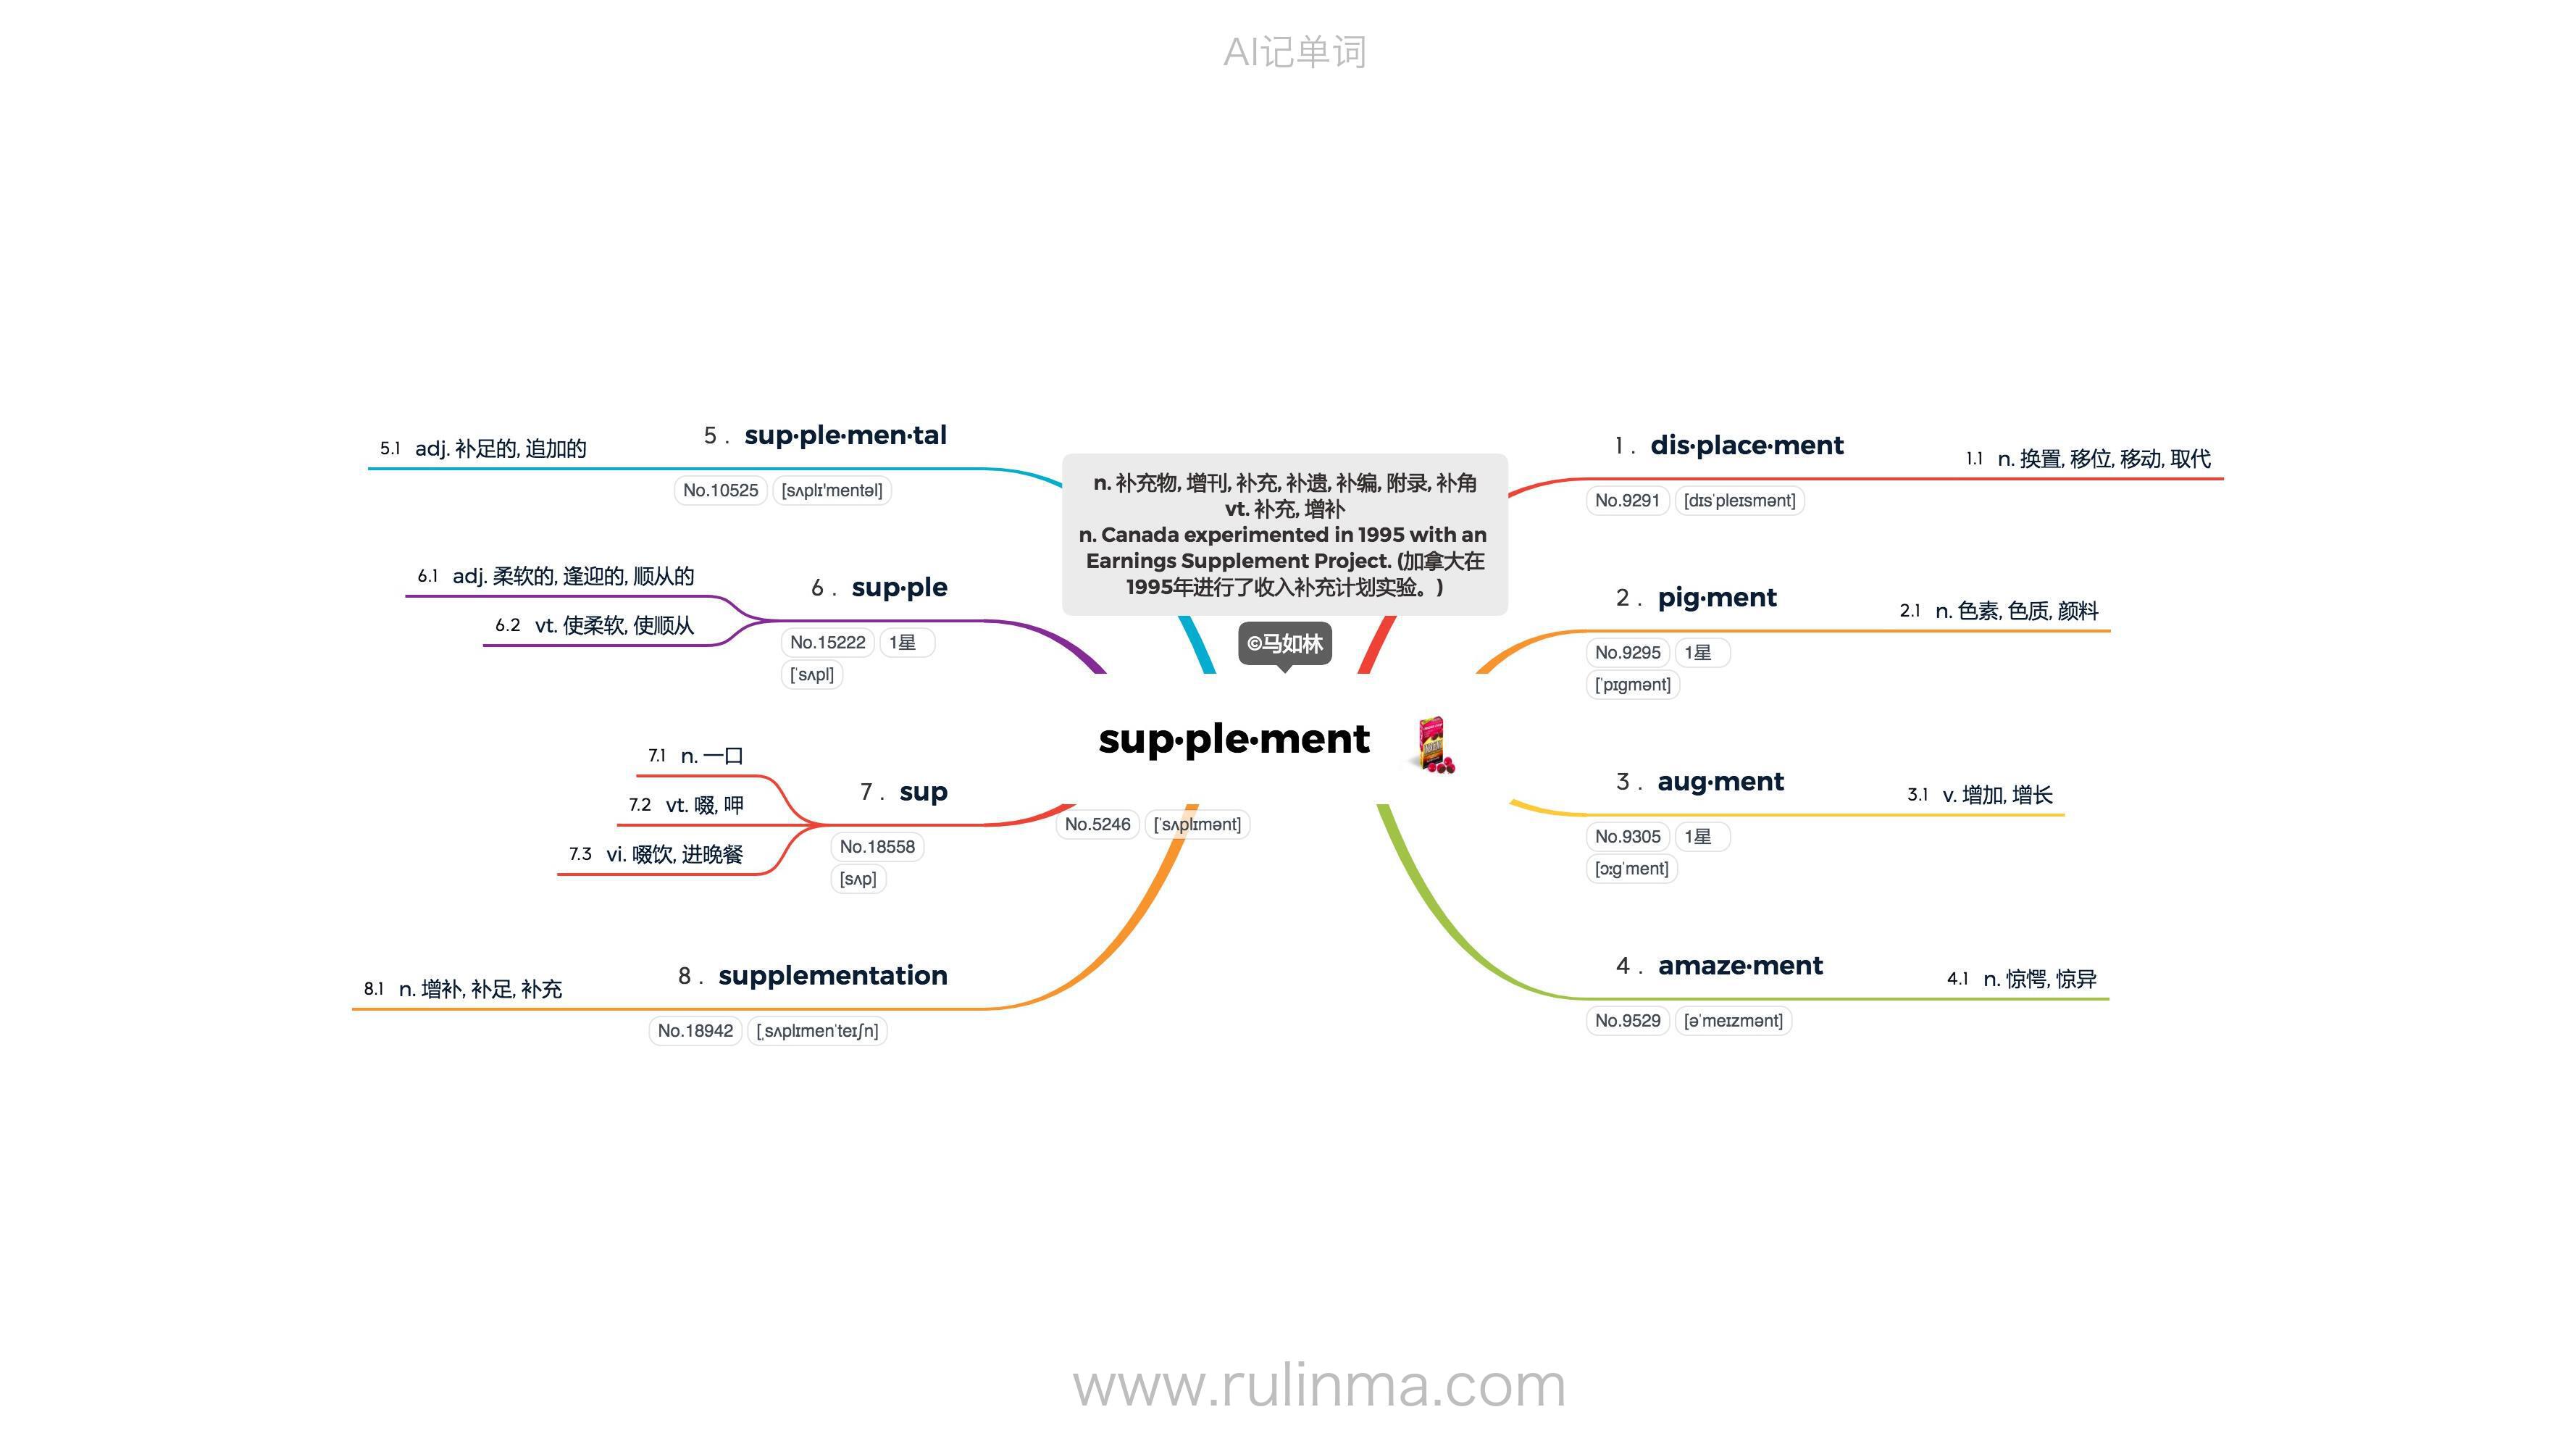 AI记单词
n. 补充物, 增刊, 补充, 补遗, 补编, 附录, 补角
vt. 补充, 增补
n. Canada experimented in 1995 with an
Earnings Supplement Project. (加拿大在
1995年进行了收入补充计划实验。)
©马如林
sup·ple·ment
No.5246 [ˈsʌplɪmənt]
1 . dis·place·ment
No.9291 [dɪsˈpleɪsmənt]
1.1 n. 换置, 移位, 移动, 取代
2 . pig·ment
No.9295 1星
[ˈpɪgmənt]
2.1 n. 色素, 色质, 颜料
3 . aug·ment
No.9305 1星
[ɔːgˈment]
3.1 v. 增加, 增长
4 . amaze·ment
No.9529 [əˈmeɪzmənt]
4.1 n. 惊愕, 惊异
5 . sup·ple·men·tal
No.10525 [sʌplɪ'mentəl]
5.1 adj. 补足的, 追加的
6 . sup·ple
No.15222 1星
[ˈsʌpl]
6.1 adj. 柔软的, 逢迎的, 顺从的
6.2 vt. 使柔软, 使顺从
7 . sup
No.18558
[sʌp]
7.1 n. 一口
7.2 vt. 啜, 呷
7.3 vi. 啜饮, 进晚餐
8 . supplementation
No.18942 [ˌsʌplɪmenˈteɪʃn]
8.1 n. 增补, 补足, 补充
www.rulinma.com